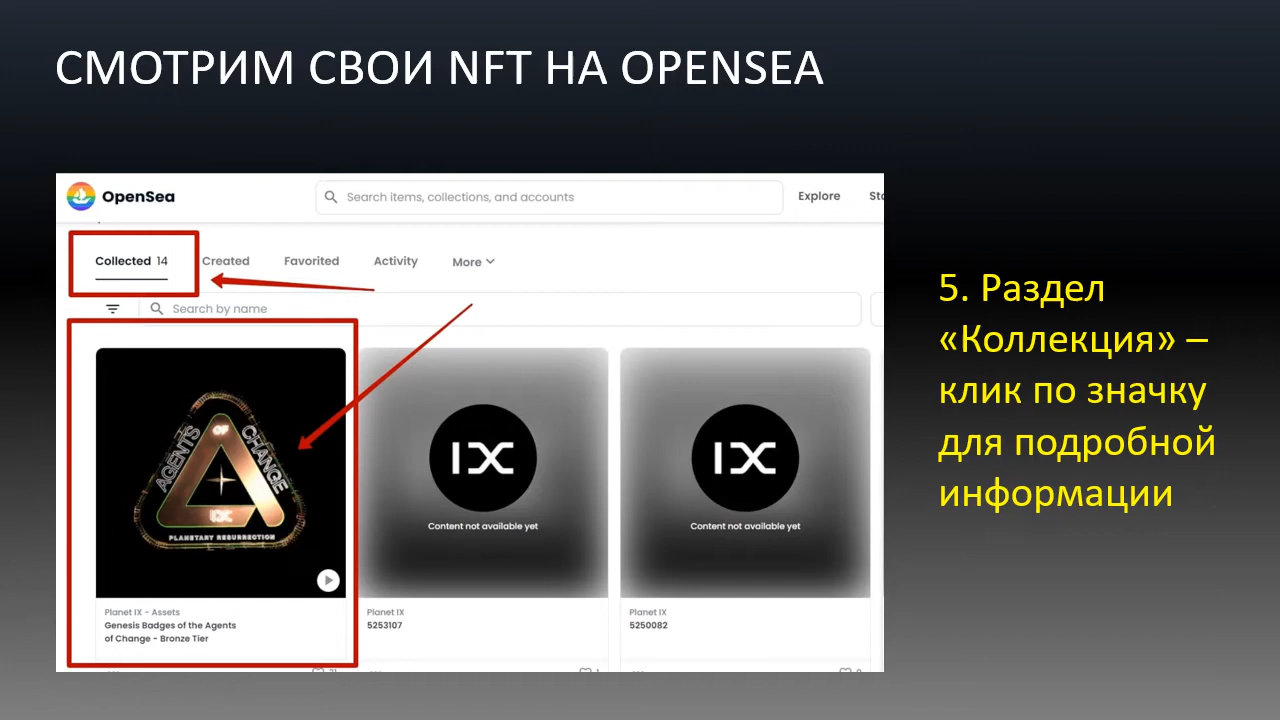 СМОТРИМ СВОИ NFT НА OPENSEA
OpenSea
Search items, collections, and accounts
Explore
Collected 14
Created
Favorited
Activity
More
Search by name
AGENTS OF CHANGE
IX
PLANETARY RESURRECTION
Planet IX - Assets
Genesis Badges of the Agents
of Change - Bronze Tier
IX
Content not available yet
Planet IX
5253107
IX
Content not available yet
Planet IX
5250082
5. Раздел
«Коллекция» –
клик по значку
для подробной
информации